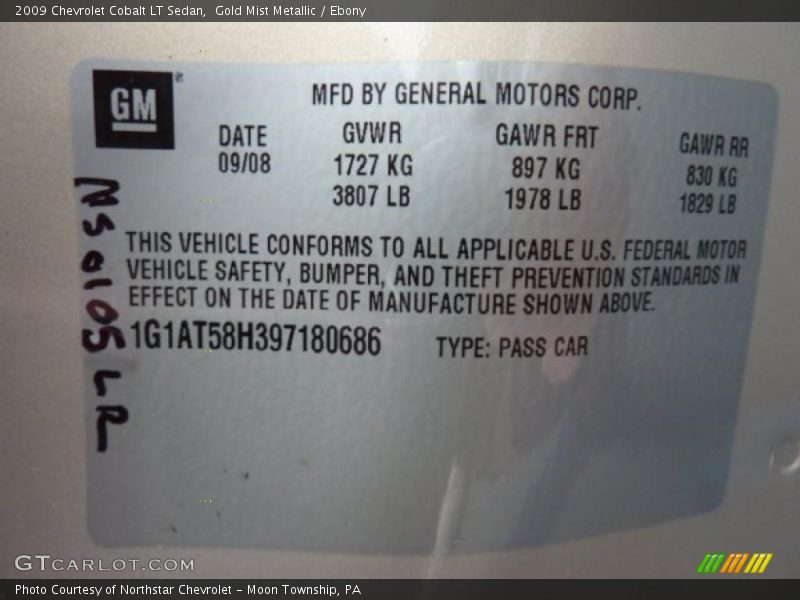 2009 Chevrolet Cobalt LT Sedan, Gold Mist Metallic / Ebony
GM
MFD BY GENERAL MOTORS CORP.
DATE GVWR GAWR FRT GAWR RR
09/08 1727 KG 897 KG 830 KG
3807 LB 1978 LB 1829 LB
THIS VEHICLE CONFORMS TO ALL APPLICABLE U.S. FEDERAL MOTOR
VEHICLE SAFETY, BUMPER, AND THEFT PREVENTION STANDARDS IN
EFFECT ON THE DATE OF MANUFACTURE SHOWN ABOVE.
1G1AT58H397180686 TYPE: PASS CAR
NS0105 LR
GTCARLOT.COM
Photo Courtesy of Northstar Chevrolet - Moon Township, PA